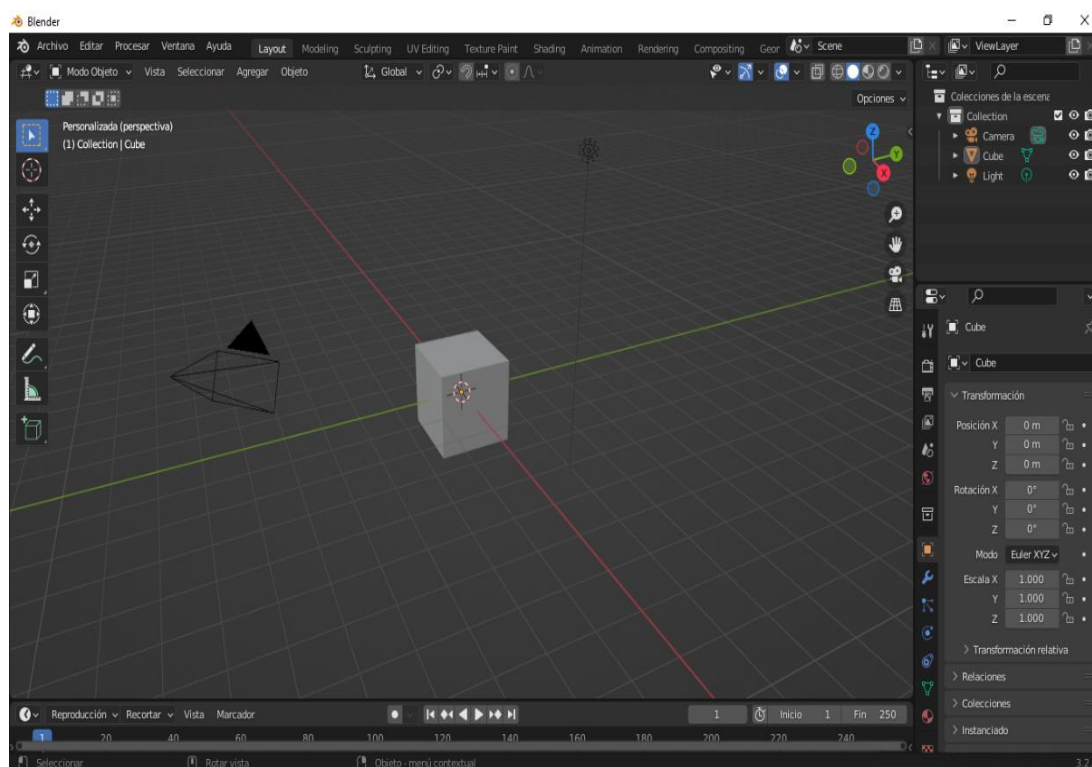 Blender
Archivo Editar Procesar Ventana Ayuda Layout Modeling Sculpting UV Editing Texture Paint Shading Animation Rendering Compositing Geor Scene ViewLayer
Modo Objeto Vista Seleccionar Agregar Objeto Global
Opciones
Personalizada (perspectiva)
(1) Collection | Cube
Z
Y
X
Colecciones de la escena
Collection
Camera
Cube
Light
Cube
Cube
Transformación
Posición X 0 m
Y 0 m
Z 0 m
Rotación X 0°
Y 0°
Z 0°
Modo Euler XYZ
Escala X 1.000
Y 1.000
Z 1.000
Transformación relativa
Relaciones
Colecciones
Instanciado
Reproducción Recortar Vista Marcador 1 Inicio 1 Fin 250
1 20 40 60 80 100 120 140 160 180 200 220 240
Seleccionar Rotar vista Objeto - menú contextual